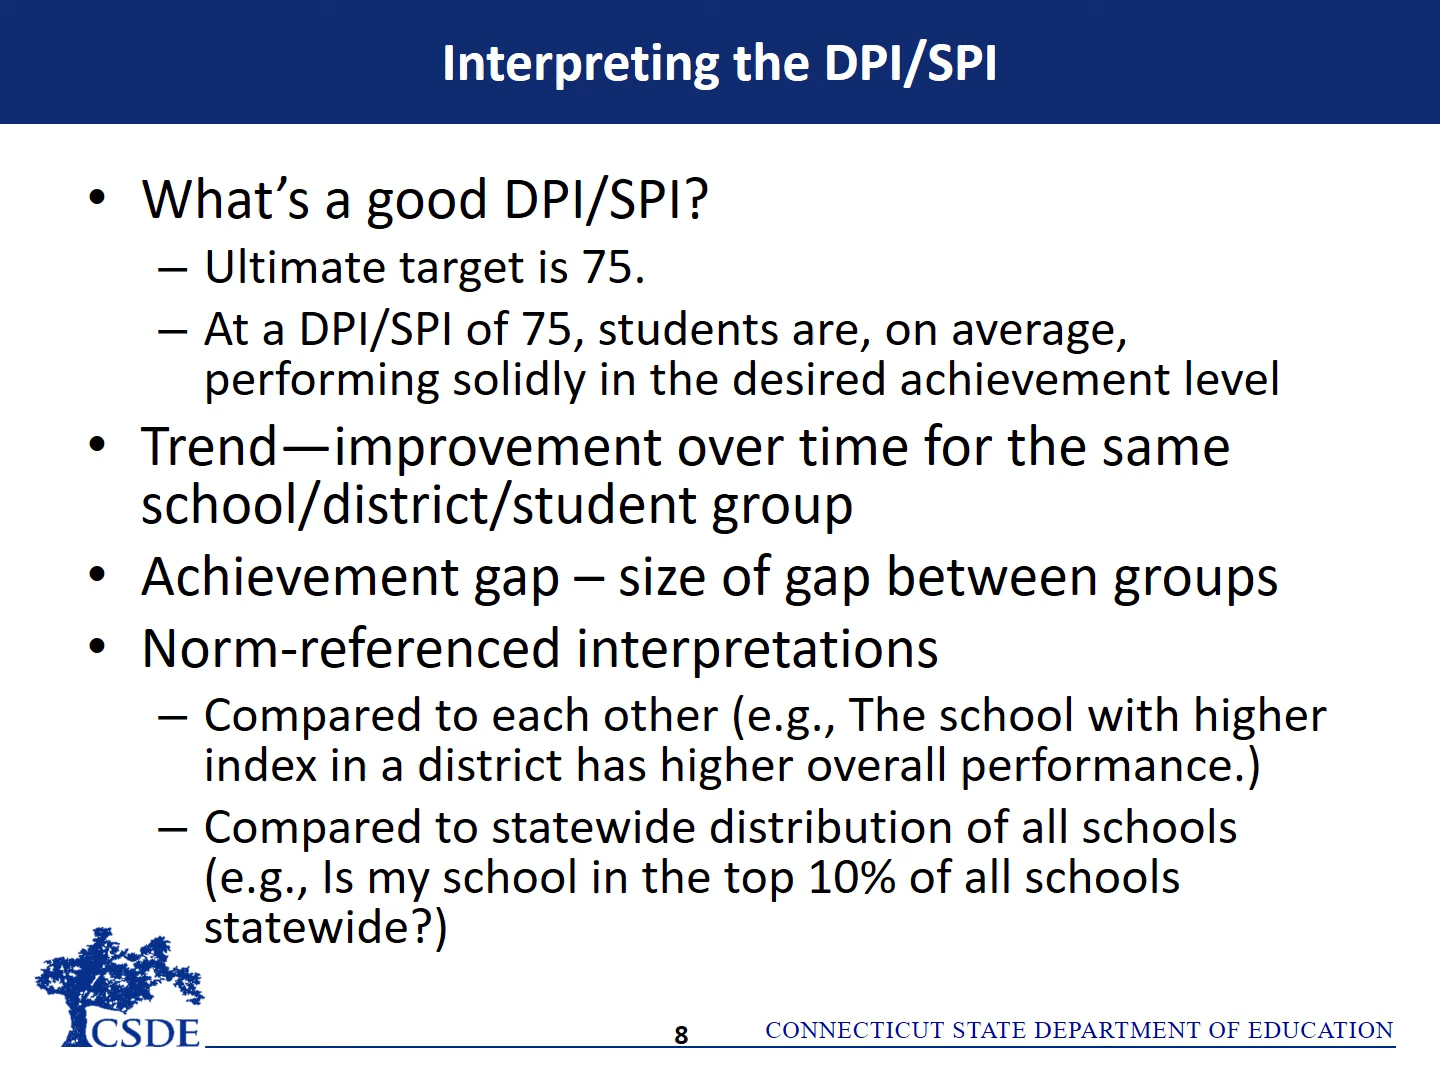 Interpreting the DPI/SPI
• What’s a good DPI/SPI?
– Ultimate target is 75.
– At a DPI/SPI of 75, students are, on average,
performing solidly in the desired achievement level
• Trend—improvement over time for the same
school/district/student group
• Achievement gap – size of gap between groups
• Norm-referenced interpretations
– Compared to each other (e.g., The school with higher
index in a district has higher overall performance.)
– Compared to statewide distribution of all schools
(e.g., Is my school in the top 10% of all schools
statewide?)
CSDE
8
CONNECTICUT STATE DEPARTMENT OF EDUCATION